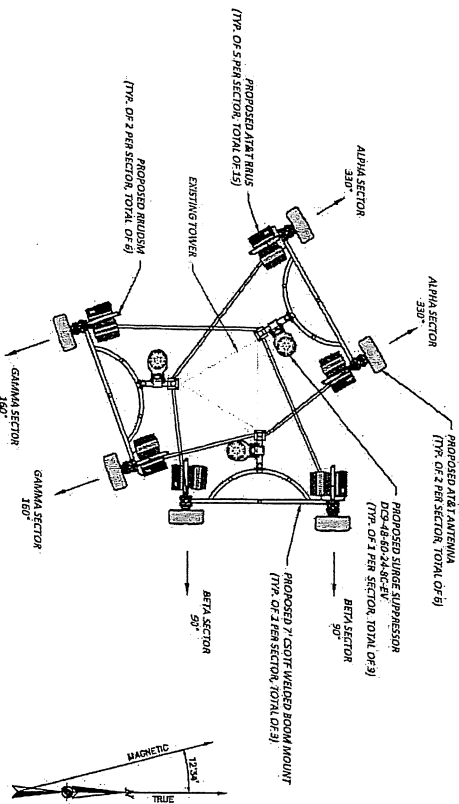 PROPOSED AT&T ANTENNA
(TYP. OF 2 PER SECTOR, TOTAL OF 6)
ALPHA SECTOR
330°
ALPHA SECTOR
330°
PROPOSED AT&T RRUS
(TYP. OF 5 PER SECTOR, TOTAL OF 15)
EXISTING TOWER
PROPOSED RRUDSM
(TYP. OF 2 PER SECTOR, TOTAL OF 6)
PROPOSED SURGE SUPPRESSOR
DC9-48-60-24-8C-EV
(TYP. OF 1 PER SECTOR, TOTAL OF 3)
BETA SECTOR
90°
BETA SECTOR
90°
PROPOSED 7' CSOTF WELDED BOOM MOUNT
(TYP. OF 1 PER SECTOR, TOTAL OF 3)
GAMMA SECTOR
160°
GAMMA SECTOR
160°
MAGNETIC
12°34'
TRUE
N